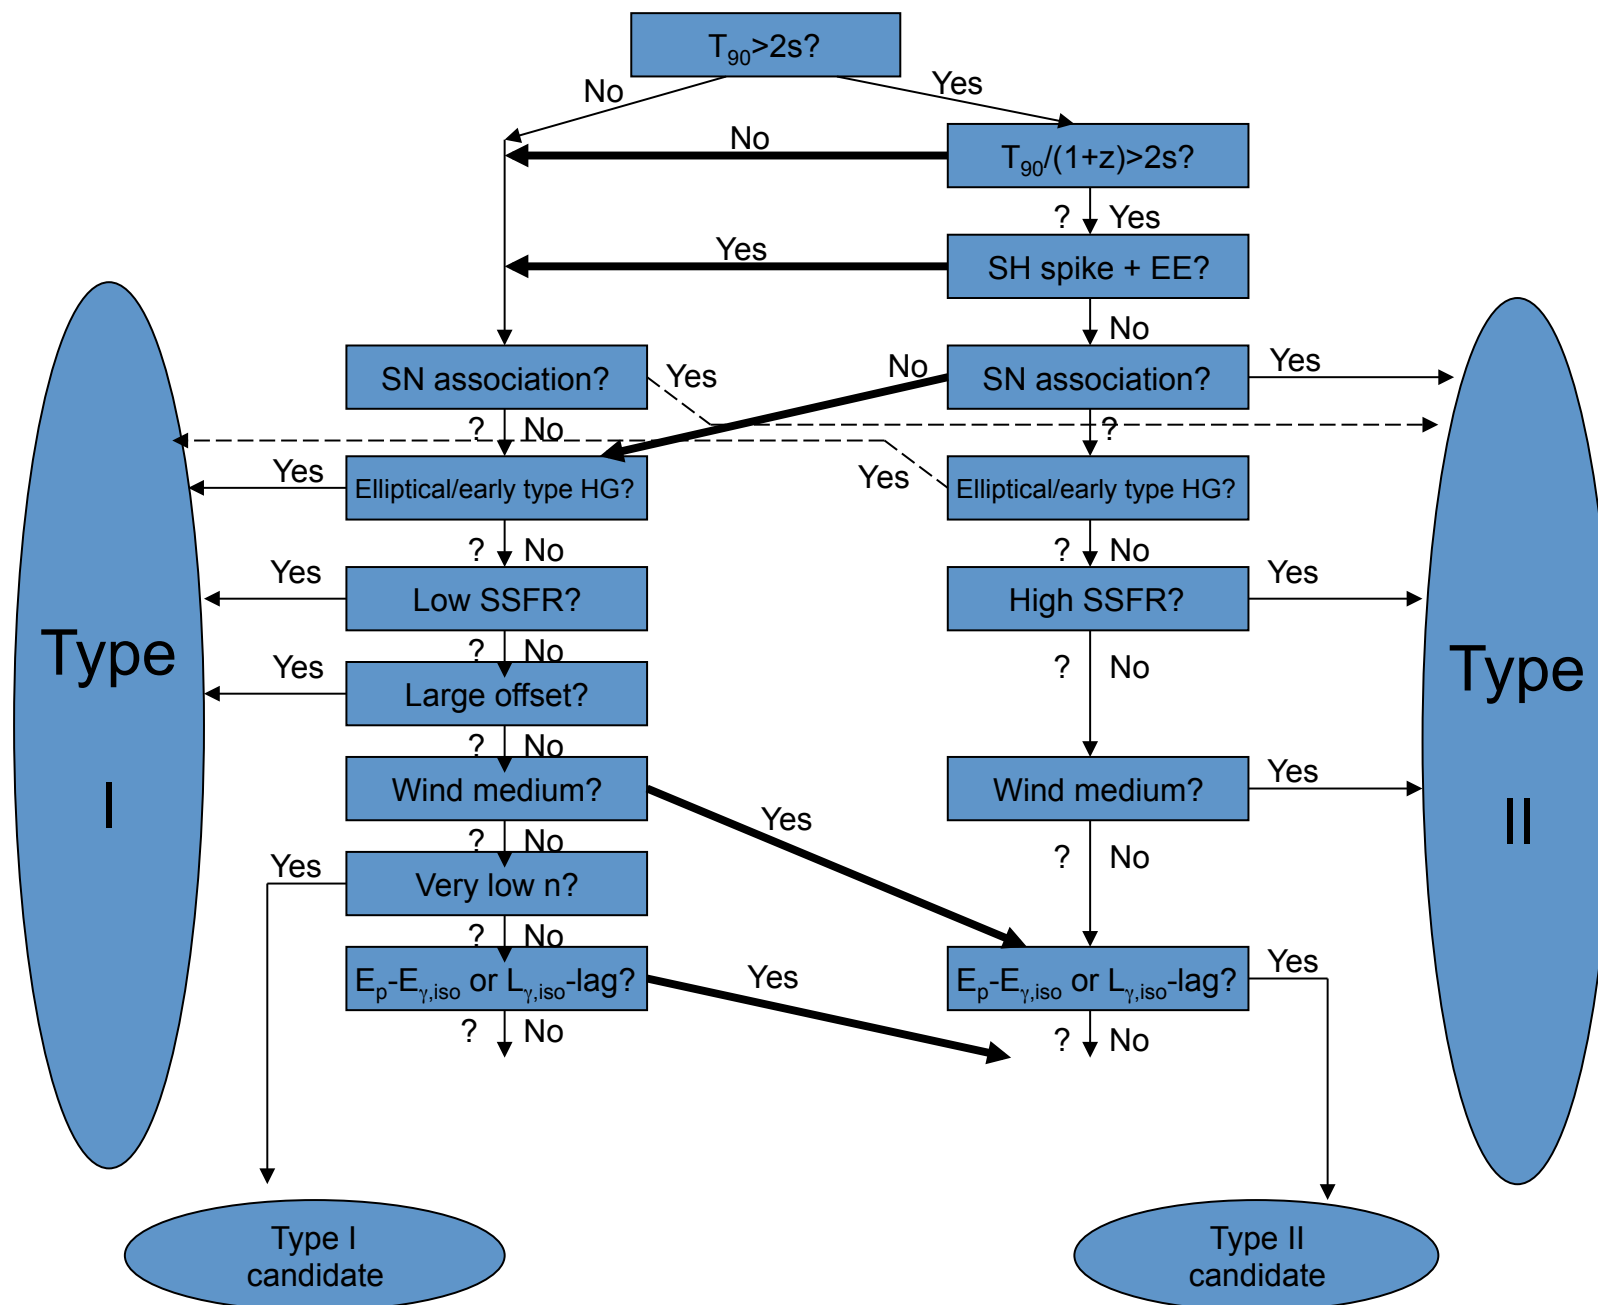 T₉₀>2s?
No
Yes
No
T₉₀/(1+z)>2s?
? Yes
Yes
SH spike + EE?
No
SN association?
Yes
No
SN association?
Yes
? No
?
Yes
Elliptical/early type HG?
Yes
Elliptical/early type HG?
? No
? No
Yes
Low SSFR?
High SSFR?
Yes
? No
? No
Yes
Large offset?
? No
Wind medium?
Yes
Wind medium?
Yes
? No
? No
Yes
Very low n?
? No
Eₚ-E_γ,iso or L_γ,iso-lag?
Yes
Eₚ-E_γ,iso or L_γ,iso-lag?
Yes
? No
? No
Type
I
Type
II
Type I
candidate
Type II
candidate